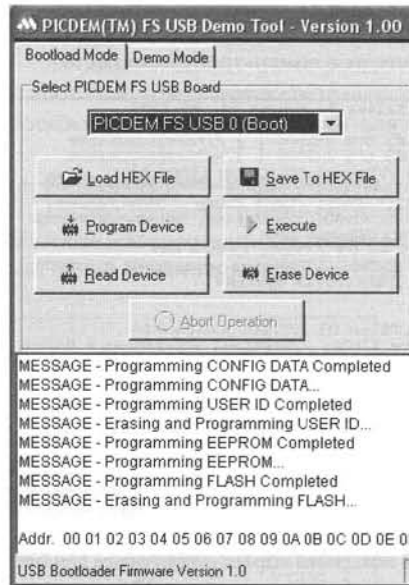 PICDEM(TM) FS USB Demo Tool - Version 1.00
Bootload Mode Demo Mode
Select PICDEM FS USB Board
PICDEM FS USB 0 (Boot)
Load HEX File Save To HEX File
Program Device Execute
Read Device Erase Device
Abort Operation
MESSAGE - Programming CONFIG DATA Completed
MESSAGE - Programming CONFIG DATA...
MESSAGE - Programming USER ID Completed
MESSAGE - Erasing and Programming USER ID...
MESSAGE - Programming EEPROM Completed
MESSAGE - Programming EEPROM...
MESSAGE - Programming FLASH Completed
MESSAGE - Erasing and Programming FLASH...
Addr. 00 01 02 03 04 05 06 07 08 09 0A 0B 0C 0D 0E 0
USB Bootloader Firmware Version 1.0